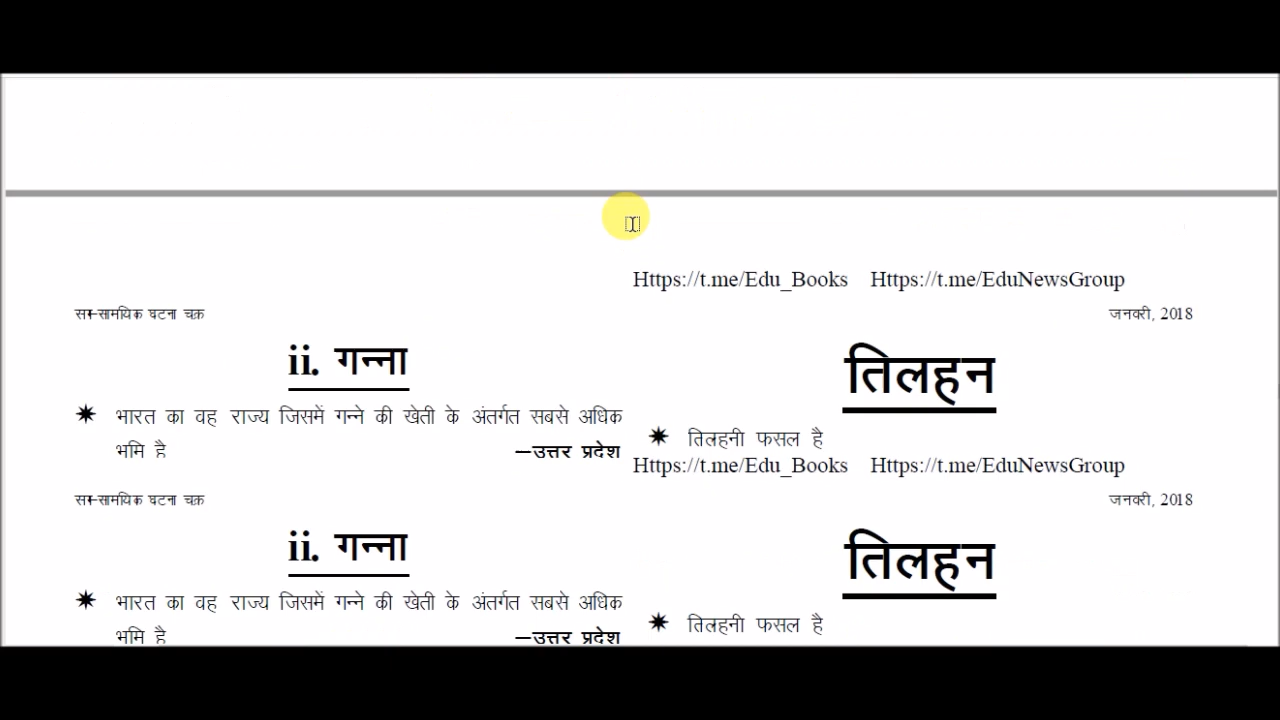 Https://t.me/Edu_Books Https://t.me/EduNewsGroup
सम-सामयिक घटना चक्र जनवरी, 2018
ii. गन्ना
✷ भारत का वह राज्य जिसमें गन्ने की खेती के अंतर्गत सबसे अधिक
भूमि है —उत्तर प्रदेश
तिलहन
✷ तिलहनी फसल है
Https://t.me/Edu_Books Https://t.me/EduNewsGroup
सम-सामयिक घटना चक्र जनवरी, 2018
ii. गन्ना
✷ भारत का वह राज्य जिसमें गन्ने की खेती के अंतर्गत सबसे अधिक
भूमि है —उत्तर प्रदेश
तिलहन
✷ तिलहनी फसल है